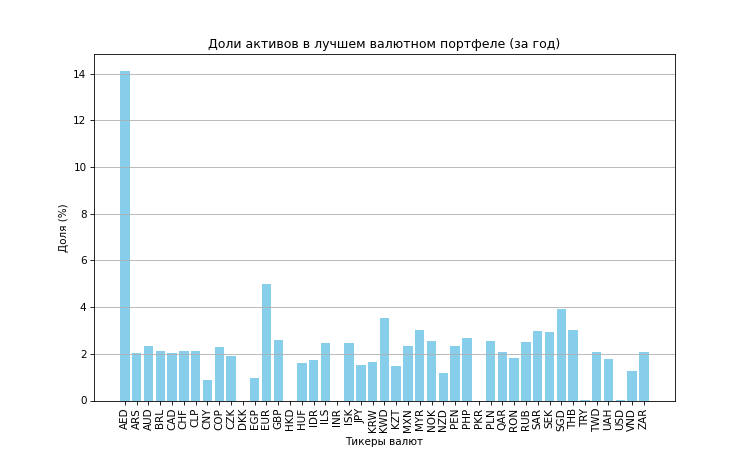 Доли активов в лучшем валютном портфеле (за год)
Доля (%)
14
12
10
8
6
4
2
0
AED ARS AUD BRL CAD CHF CLP CNY COP CZK DKK EGP EUR GBP HKD HUF IDR ILS INR ISK JPY KRW KWD KZT MXN MYR NOK NZD PEN PHP PKR PLN QAR RON RUB SAR SEK SGD THB TRY TWD UAH USD VND ZAR
Тикеры валют